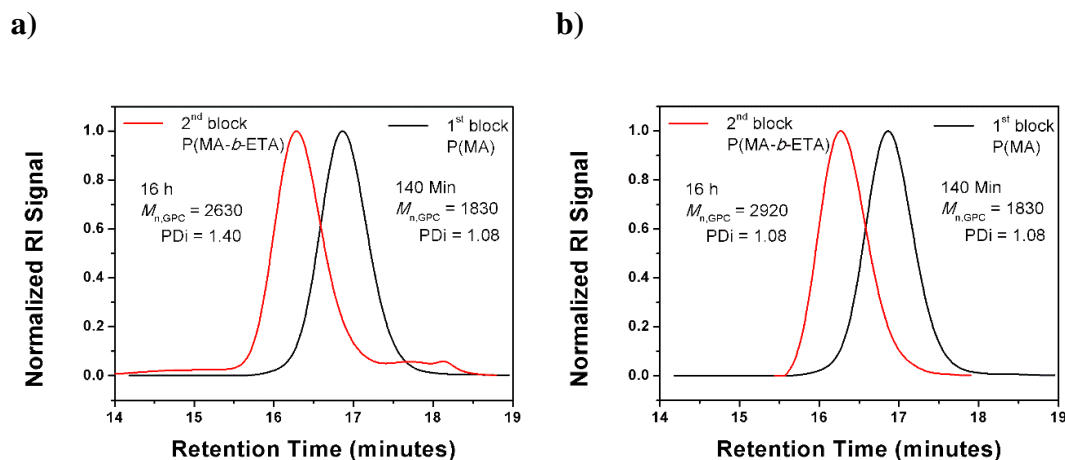 a)
2nd block
P(MA-b-ETA)
1st block
P(MA)
16 h
Mn,GPC = 2630
PDi = 1.40
140 Min
Mn,GPC = 1830
PDi = 1.08
Normalized RI Signal
1.0
0.8
0.6
0.4
0.2
0.0
14 15 16 17 18 19
Retention Time (minutes)
b)
2nd block
P(MA-b-ETA)
1st block
P(MA)
16 h
Mn,GPC = 2920
PDi = 1.08
140 Min
Mn,GPC = 1830
PDi = 1.08
Normalized RI Signal
1.0
0.8
0.6
0.4
0.2
0.0
14 15 16 17 18 19
Retention Time (minutes)